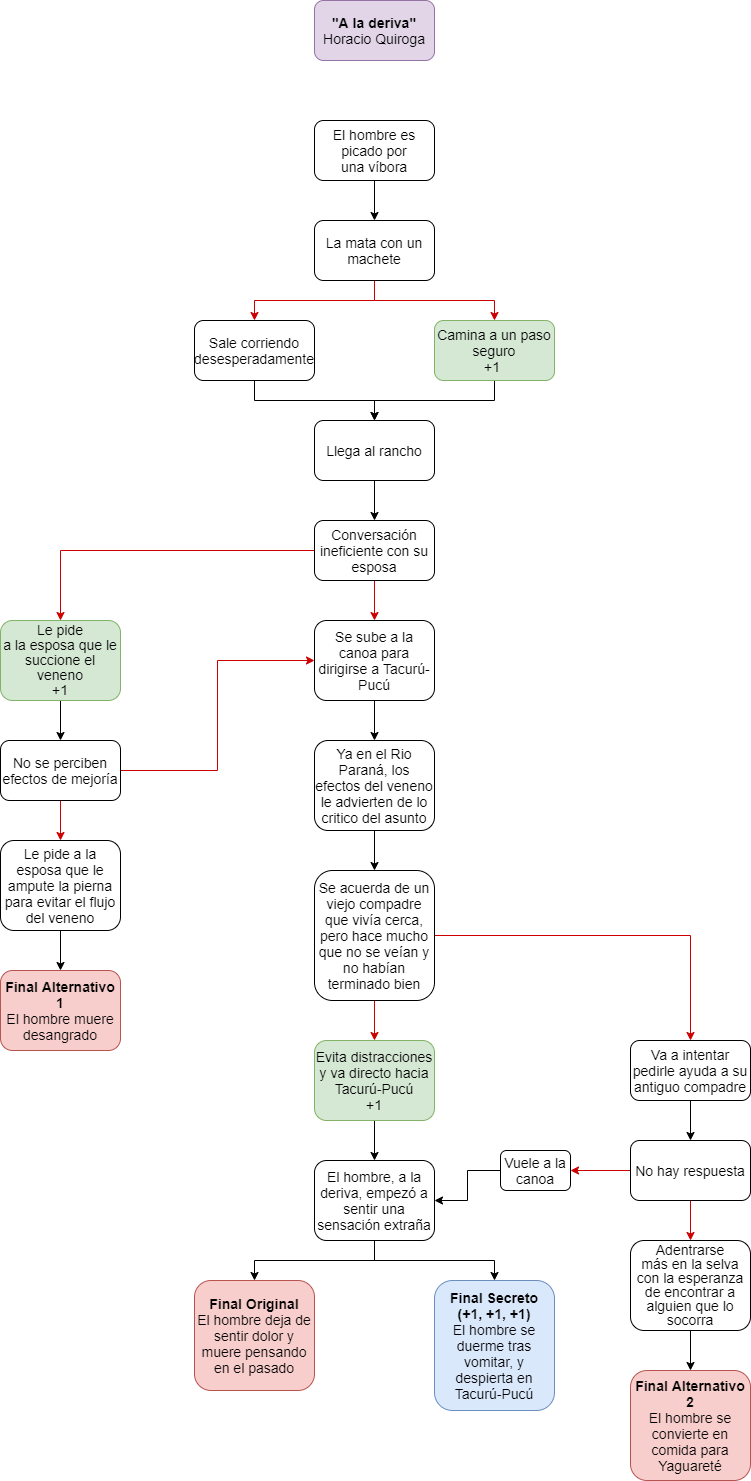 "A la deriva"
Horacio Quiroga
El hombre es
picado por
una víbora
La mata con un
machete
Sale corriendo
desesperadamente
Camina a un paso
seguro
+1
Llega al rancho
Conversación
ineficiente con su
esposa
Le pide
a la esposa que le
succione el
veneno
+1
Se sube a la
canoa para
dirigirse a Tacurú-
Pucú
No se perciben
efectos de mejoría
Ya en el Rio
Paraná, los
efectos del veneno
le advierten de lo
critico del asunto
Le pide a la
esposa que le
ampute la pierna
para evitar el flujo
del veneno
Se acuerda de un
viejo compadre
que vivía cerca,
pero hace mucho
que no se veían y
no habían
terminado bien
Final Alternativo
1
El hombre muere
desangrado
Evita distracciones
y va directo hacia
Tacurú-Pucú
+1
Va a intentar
pedirle ayuda a su
antiguo compadre
El hombre, a la
deriva, empezó a
sentir una
sensación extraña
Vuele a la
canoa
No hay respuesta
Adentrarse
más en la selva
con la esperanza
de encontrar a
alguien que lo
socorra
Final Original
El hombre deja de
sentir dolor y
muere pensando
en el pasado
Final Secreto
(+1, +1, +1)
El hombre se
duerme tras
vomitar, y
despierta en
Tacurú-Pucú
Final Alternativo
2
El hombre se
convierte en
comida para
Yaguareté